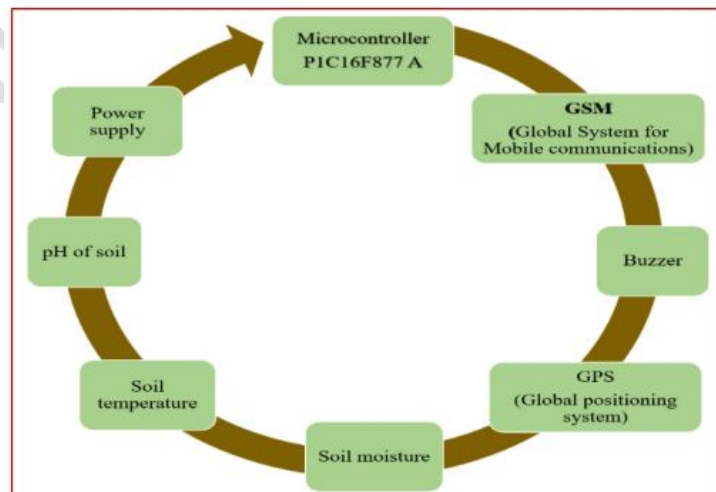 Microcontroller
P1C16F877 A
GSM
(Global System for
Mobile communications)
Buzzer
GPS
(Global positioning
system)
Soil moisture
Soil
temperature
pH of soil
Power
supply